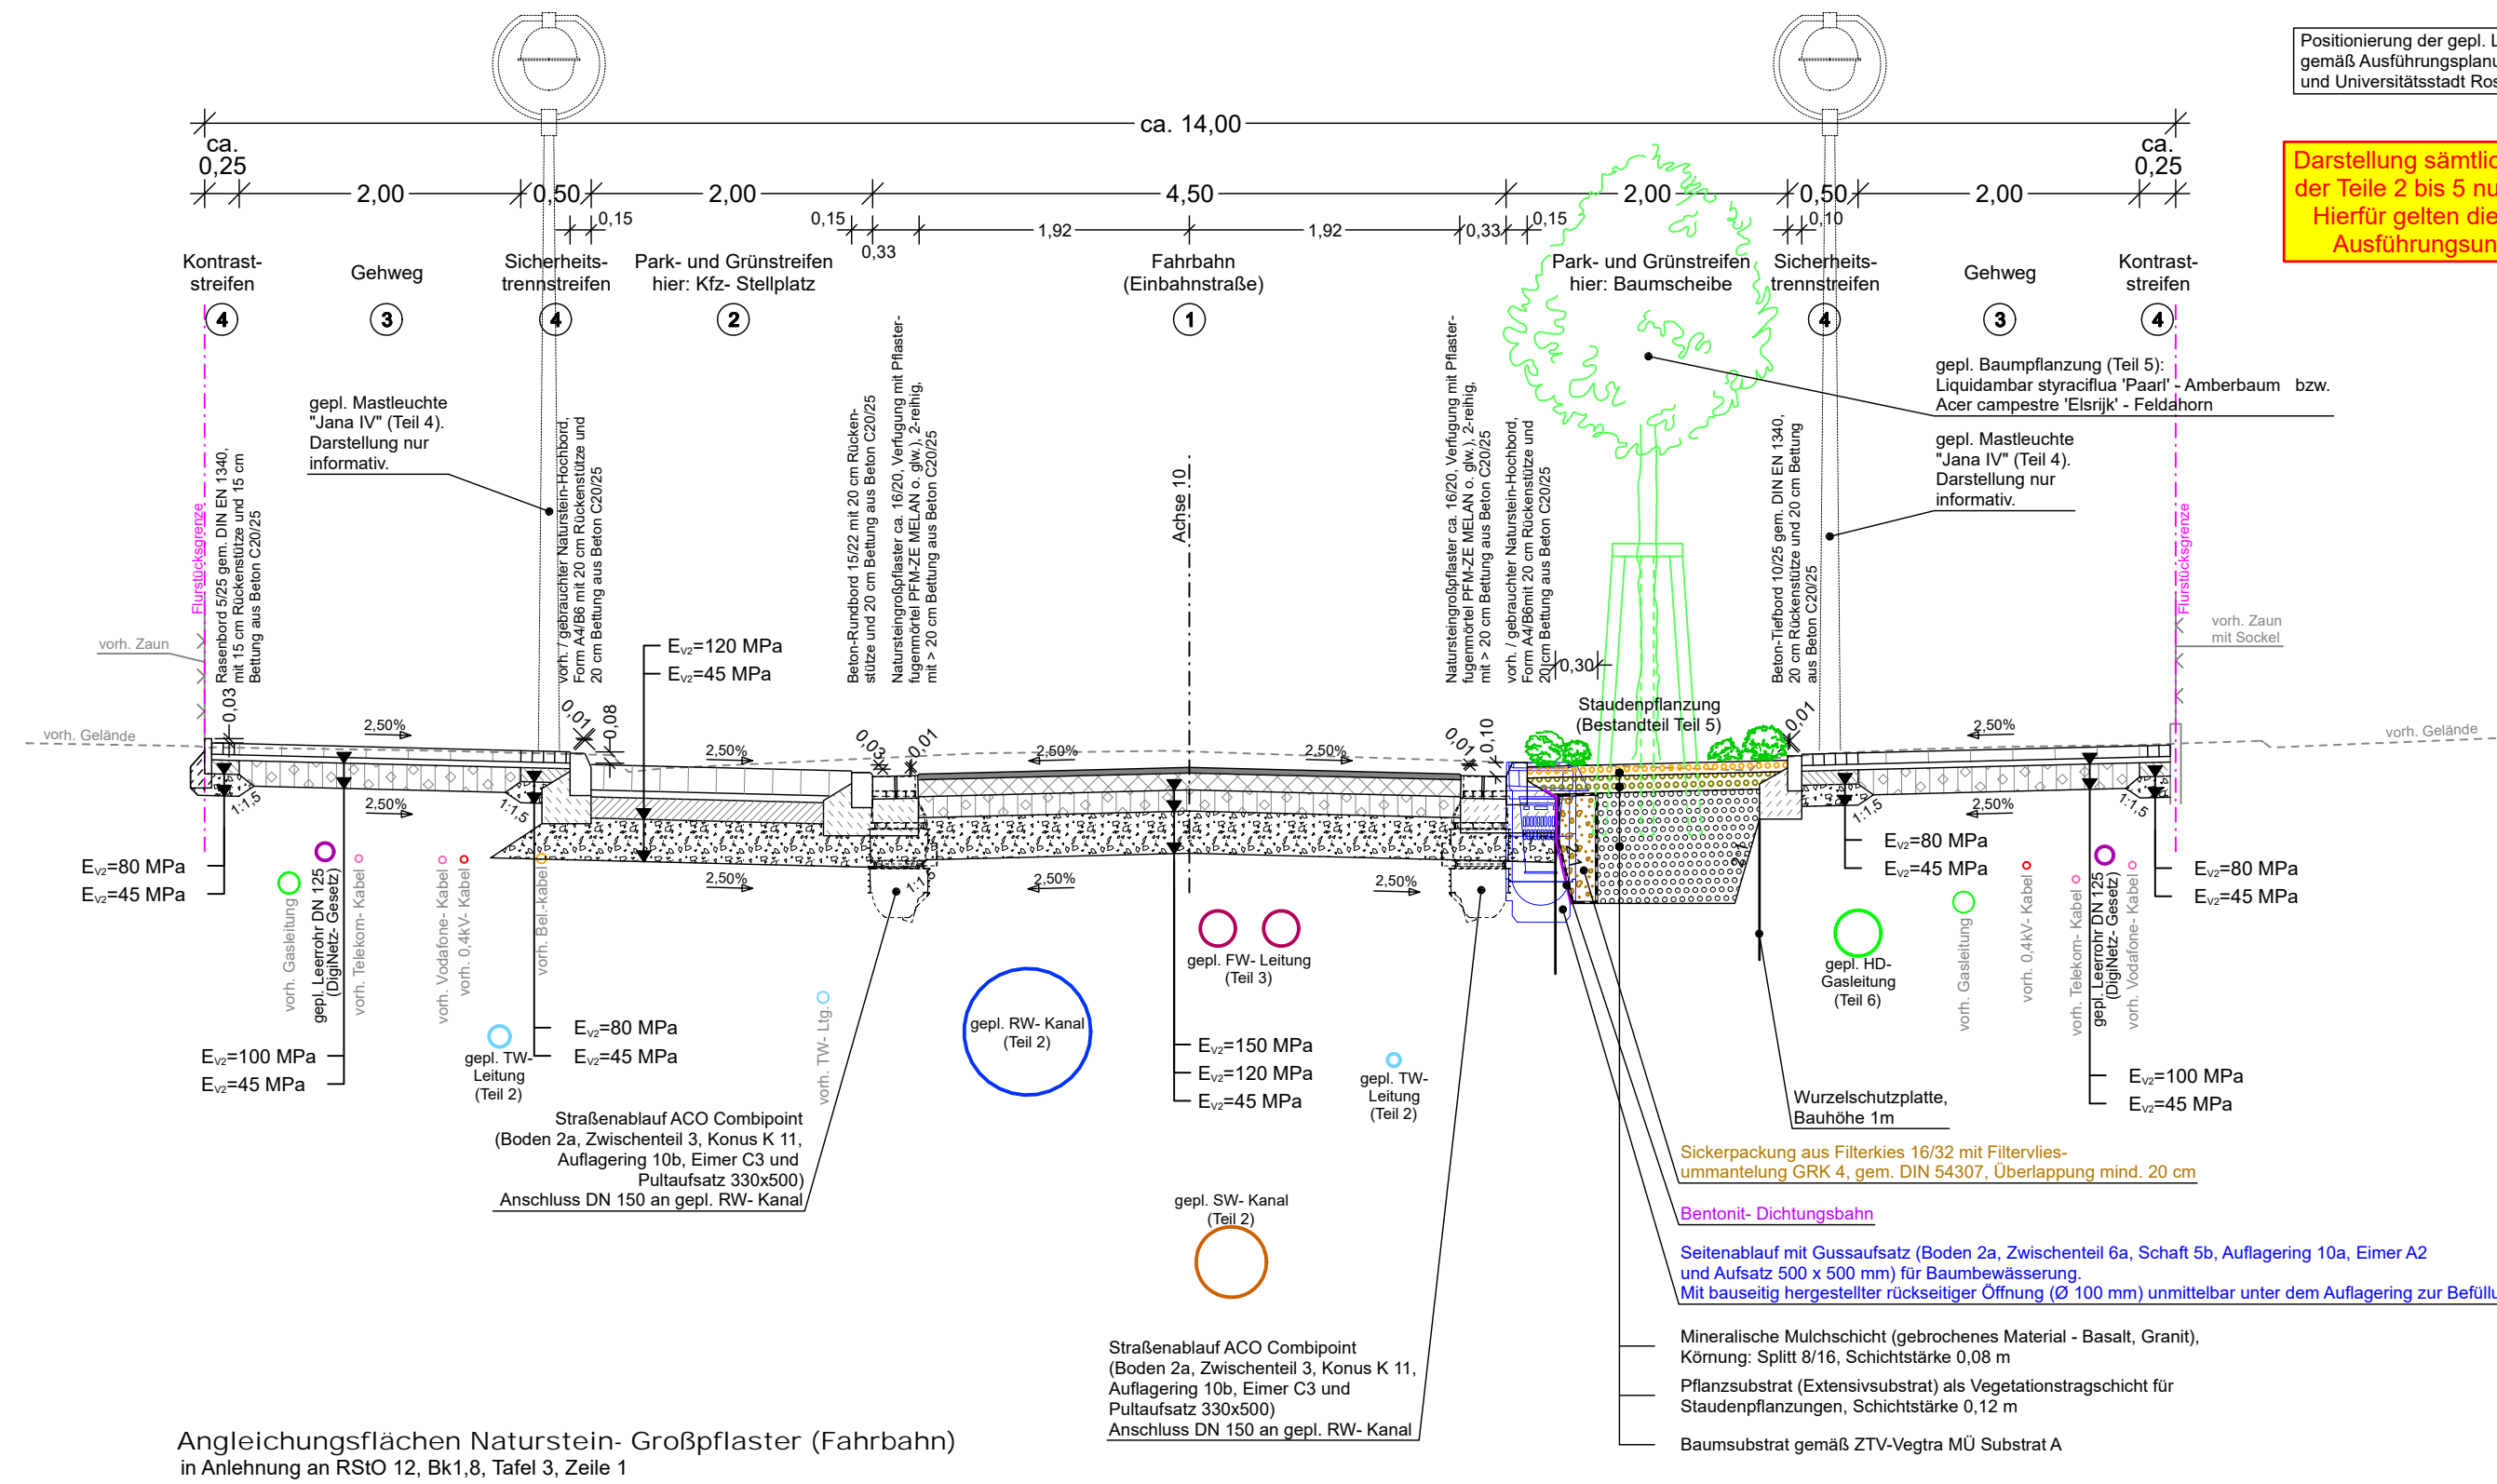 Positionierung der gepl. L
gemäß Ausführungsplanu
und Universitätsstadt Ros
ca. 14,00
ca.
0,25
2,00
0,50
2,00
4,50
2,00
0,50
2,00
ca.
0,25
0,15
0,15
0,33
1,92
1,92
0,33
0,15
0,10
Darstellung sämtlic
der Teile 2 bis 5 nu
Hierfür gelten die
Ausführungsun
Kontrast-
streifen
4
Gehweg
3
Sicherheits-
trennstreifen
4
Park- und Grünstreifen
hier: Kfz- Stellplatz
2
Fahrbahn
(Einbahnstraße)
1
Park- und Grünstreifen
hier: Baumscheibe
Sicherheits-
trennstreifen
4
Gehweg
3
Kontrast-
streifen
4
gepl. Mastleuchte
"Jana IV" (Teil 4).
Darstellung nur
informativ.
gepl. Baumpflanzung (Teil 5):
Liquidambar styraciflua 'Paarl' - Amberbaum bzw.
Acer campestre 'Elsrijk' - Feldahorn
gepl. Mastleuchte
"Jana IV" (Teil 4).
Darstellung nur
informativ.
Flurstücksgrenze
Rasenbord 5/25 gem. DIN EN 1340,
mit 15 cm Rückenstütze und 15 cm
Bettung aus Beton C20/25
vorh. / gebrauchter Naturstein-Hochbord,
Form A4/B6 mit 20 cm Rückenstütze und
20 cm Bettung aus Beton C20/25
Beton-Rundbord 15/22 mit 20 cm Rücken-
stütze und 20 cm Bettung aus Beton C20/25
Natursteingroßpflaster ca. 16/20, Verfugung mit Pflaster-
fugenmörtel PFM-ZE MELAN o. glw.), 2-reihig,
mit > 20 cm Bettung aus Beton C20/25
Achse 10
Natursteingroßpflaster ca. 16/20, Verfugung mit Pflaster-
fugenmörtel PFM-ZE MELAN o. glw.), 2-reihig,
mit > 20 cm Bettung aus Beton C20/25
vorh. / gebrauchter Naturstein-Hochbord,
Form A4/B6mit 20 cm Rückenstütze und
20 cm Bettung aus Beton C20/25
Beton-Tiefbord 10/25 gem. DIN EN 1340,
20 cm Rückenstütze und 20 cm Bettung
aus Beton C20/25
Flurstücksgrenze
vorh. Zaun
vorh. Zaun
mit Sockel
Ev2=120 MPa
Ev2=45 MPa
0,30
Staudenpflanzung
(Bestandteil Teil 5)
vorh. Gelände
0,03
2,50%
0,01
0,08
2,50%
0,03
0,01
2,50%
2,50%
0,01
0,10
0,01
2,50%
vorh. Gelände
1:1,5
2,50%
1:1,5
2,50%
1:1,5
2,50%
2,50%
2:1
2:1
1:1,5
2,50%
1:1,5
Ev2=80 MPa
Ev2=45 MPa
vorh. Gasleitung
gepl. Leerrohr DN 125
(DigiNetz- Gesetz)
vorh. Telekom- Kabel
vorh. Vodafone- Kabel
vorh. 0,4kV- Kabel
vorh. Bel.-kabel
Ev2=100 MPa
Ev2=45 MPa
gepl. TW-
Leitung
(Teil 2)
Ev2=80 MPa
Ev2=45 MPa
vorh. TW- Ltg.
gepl. RW- Kanal
(Teil 2)
gepl. FW- Leitung
(Teil 3)
Ev2=150 MPa
Ev2=120 MPa
Ev2=45 MPa
gepl. TW-
Leitung
(Teil 2)
Ev2=80 MPa
Ev2=45 MPa
gepl. HD-
Gasleitung
(Teil 6)
vorh. Gasleitung
vorh. 0,4kV- Kabel
vorh. Telekom- Kabel
gepl. Leerrohr DN 125
(DigiNetz- Gesetz)
vorh. Vodafone- Kabel
Ev2=80 MPa
Ev2=45 MPa
Ev2=100 MPa
Ev2=45 MPa
Straßenablauf ACO Combipoint
(Boden 2a, Zwischenteil 3, Konus K 11,
Auflagering 10b, Eimer C3 und
Pultaufsatz 330x500)
Anschluss DN 150 an gepl. RW- Kanal
gepl. SW- Kanal
(Teil 2)
Straßenablauf ACO Combipoint
(Boden 2a, Zwischenteil 3, Konus K 11,
Auflagering 10b, Eimer C3 und
Pultaufsatz 330x500)
Anschluss DN 150 an gepl. RW- Kanal
Wurzelschutzplatte,
Bauhöhe 1m
Sickerpackung aus Filterkies 16/32 mit Filtervlies-
ummantelung GRK 4, gem. DIN 54307, Überlappung mind. 20 cm
Bentonit- Dichtungsbahn
Seitenablauf mit Gussaufsatz (Boden 2a, Zwischenteil 6a, Schaft 5b, Auflagering 10a, Eimer A2
und Aufsatz 500 x 500 mm) für Baumbewässerung.
Mit bauseitig hergestellter rückseitiger Öffnung (Ø 100 mm) unmittelbar unter dem Auflagering zur Befüllu
Mineralische Mulchschicht (gebrochenes Material - Basalt, Granit),
Körnung: Splitt 8/16, Schichtstärke 0,08 m
Pflanzsubstrat (Extensivsubstrat) als Vegetationstragschicht für
Staudenpflanzungen, Schichtstärke 0,12 m
Baumsubstrat gemäß ZTV-Vegtra MÜ Substrat A
Angleichungsflächen Naturstein- Großpflaster (Fahrbahn)
in Anlehnung an RStO 12, Bk1,8, Tafel 3, Zeile 1